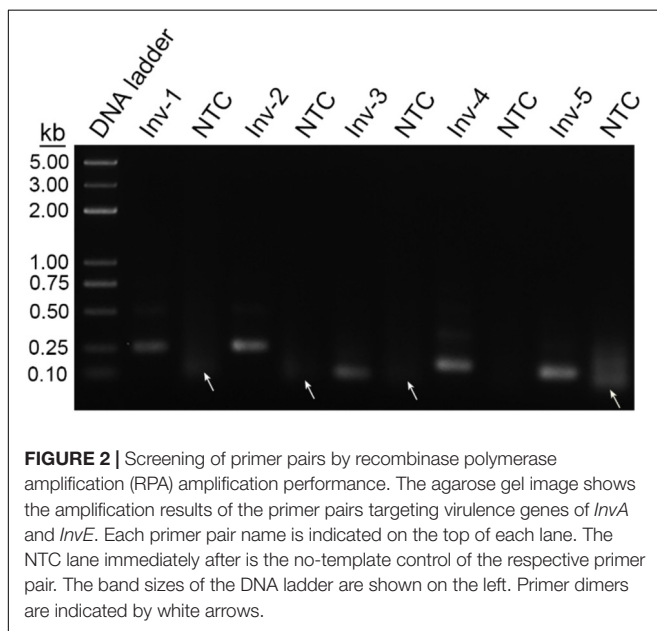 DNA ladder Inv-1 NTC Inv-2 NTC Inv-3 NTC Inv-4 NTC Inv-5 NTC
kb
5.00
3.00
2.00
1.00
0.75
0.50
0.25
0.10
FIGURE 2 | Screening of primer pairs by recombinase polymerase
amplification (RPA) amplification performance. The agarose gel image shows
the amplification results of the primer pairs targeting virulence genes of InvA
and InvE. Each primer pair name is indicated on the top of each lane. The
NTC lane immediately after is the no-template control of the respective primer
pair. The band sizes of the DNA ladder are shown on the left. Primer dimers
are indicated by white arrows.